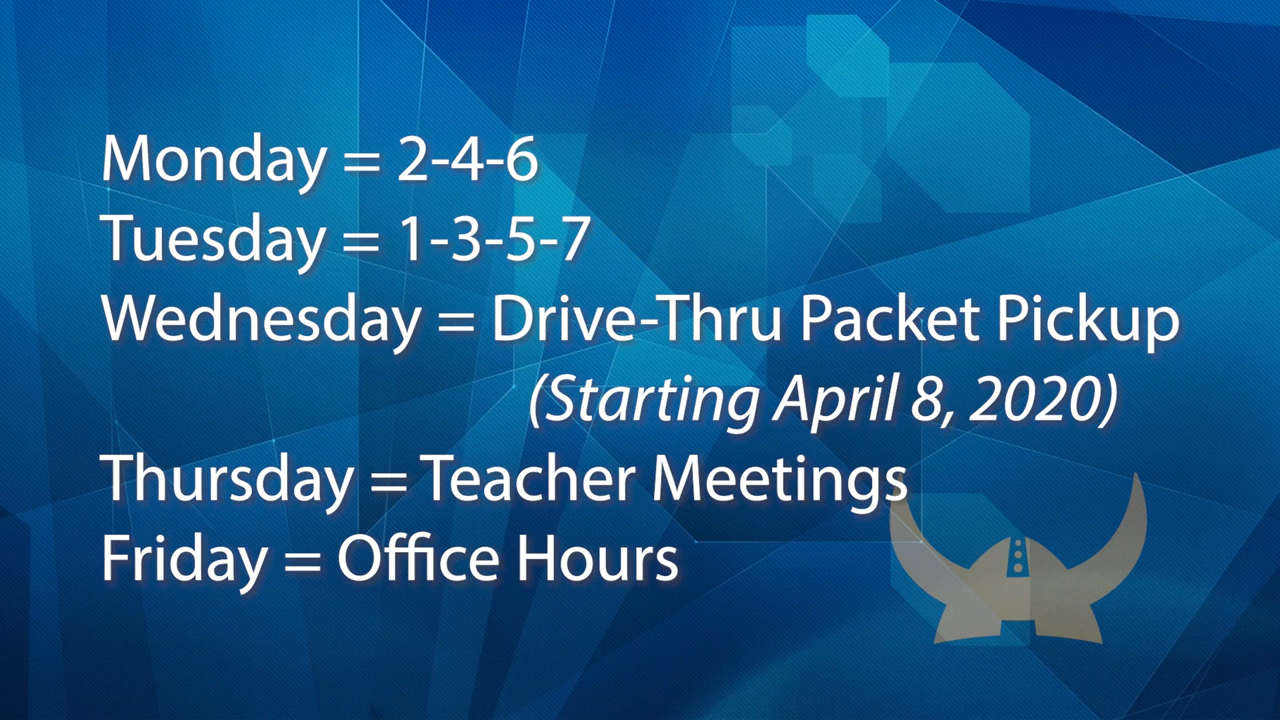 Monday = 2-4-6
Tuesday = 1-3-5-7
Wednesday = Drive-Thru Packet Pickup
(Starting April 8, 2020)
Thursday = Teacher Meetings
Friday = Office Hours